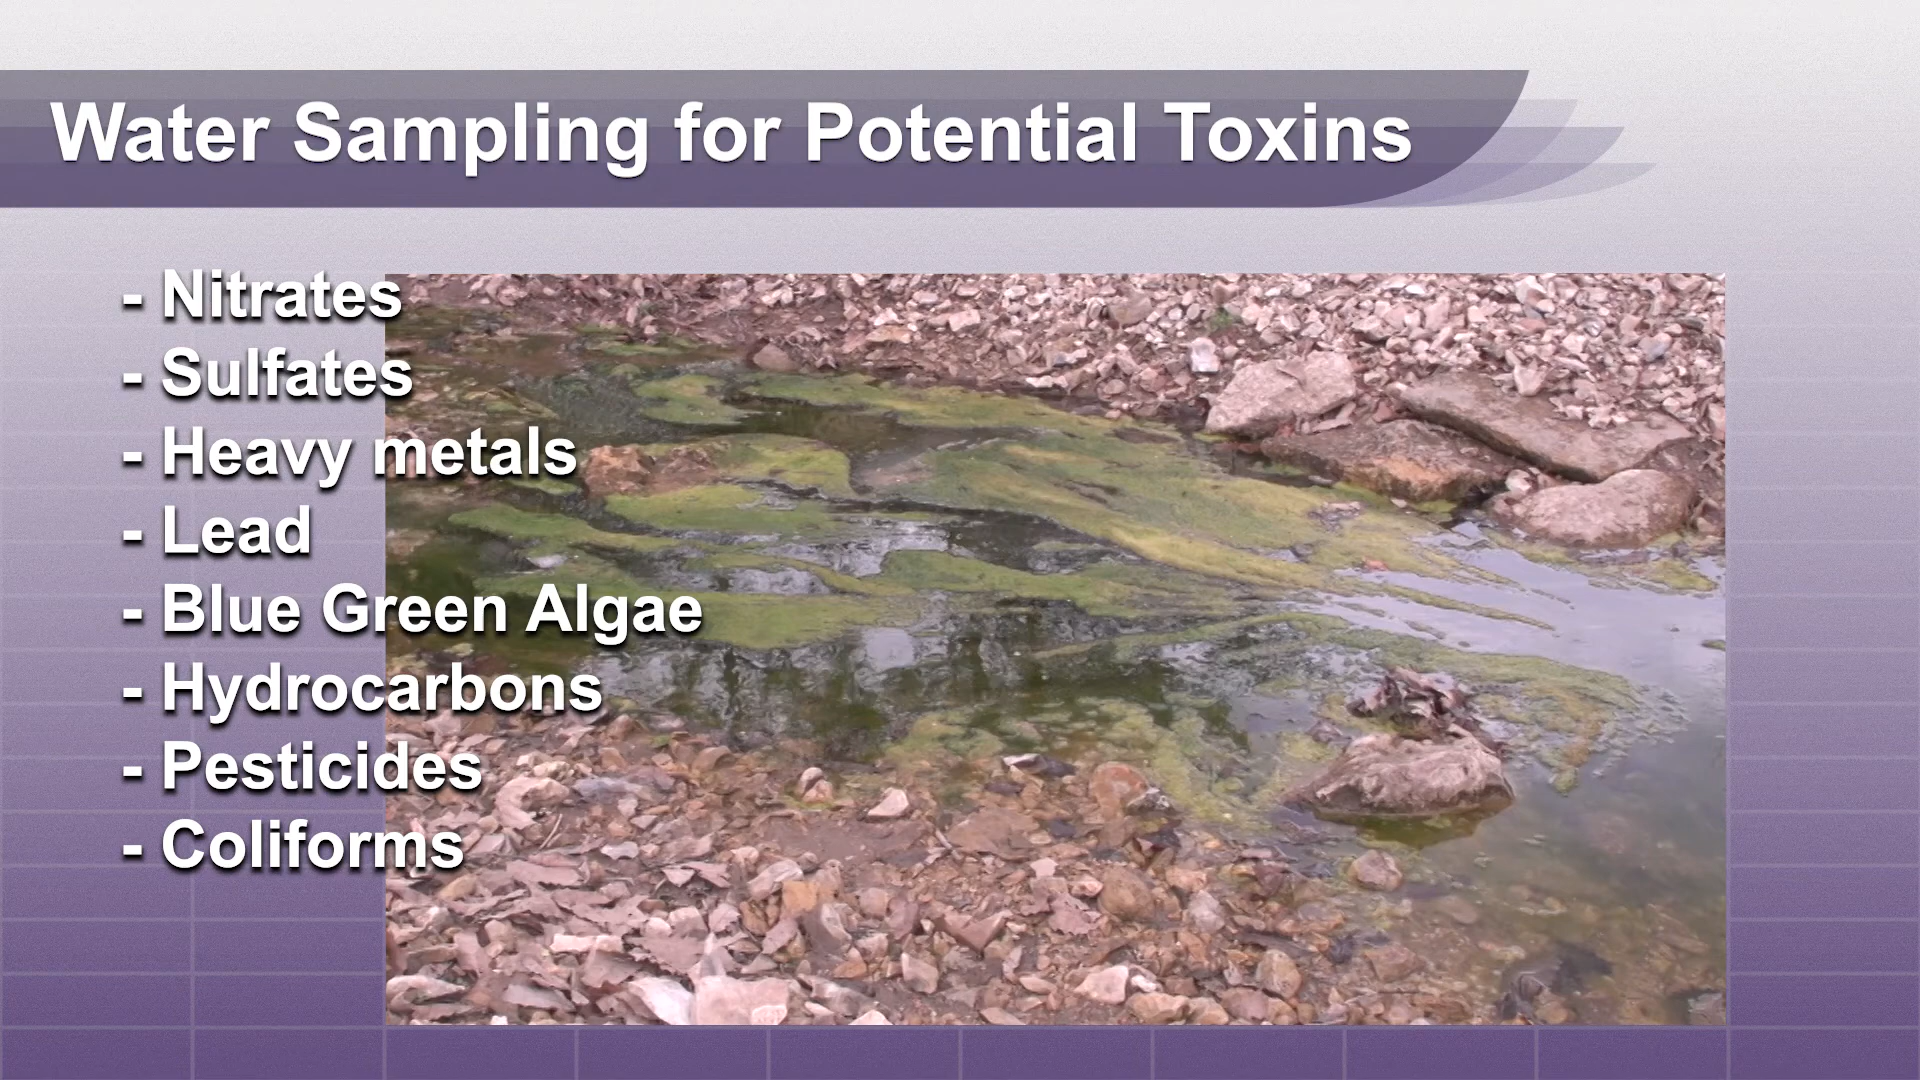 Water Sampling for Potential Toxins
- Nitrates
- Sulfates
- Heavy metals
- Lead
- Blue Green Algae
- Hydrocarbons
- Pesticides
- Coliforms